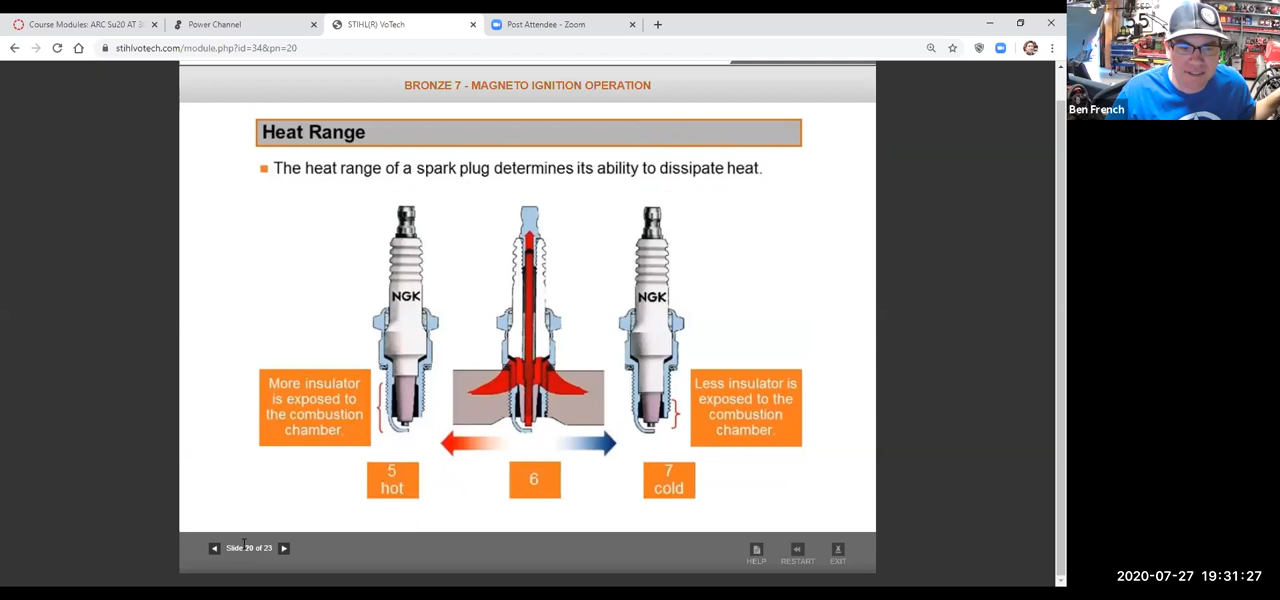 Course Modules: ARC Su20 AT 3
Power Channel
STIHL(R) VoTech
Post Attendee - Zoom
stihlvotech.com/module.php?id=34&pn=20
BRONZE 7 - MAGNETO IGNITION OPERATION
Heat Range
The heat range of a spark plug determines its ability to dissipate heat.
NGK
NGK
More insulator
is exposed to
the combustion
chamber.
Less insulator is
exposed to the
combustion
chamber.
5
hot
6
7
cold
Slide 20 of 23
HELP
RESTART
EXIT
Ben French
2020-07-27 19:31:27